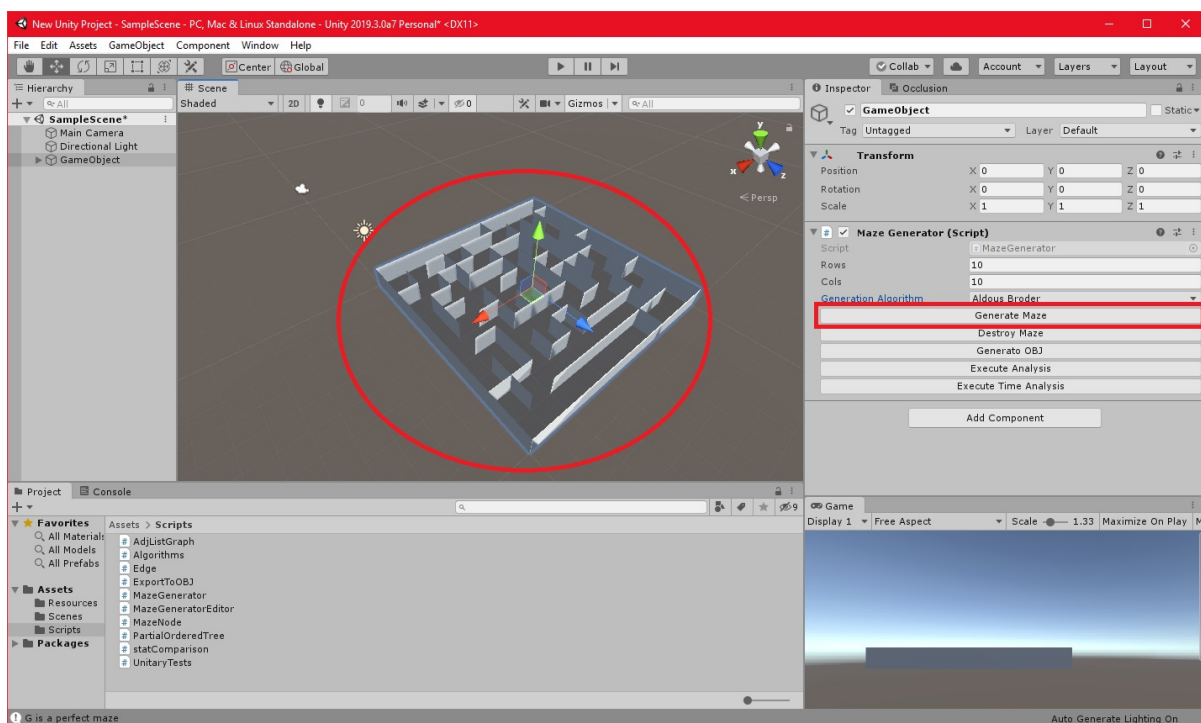 New Unity Project - SampleScene - PC, Mac & Linux Standalone - Unity 2019.3.0a7 Personal* <DX11>
File Edit Assets GameObject Component Window Help
Center Global Collab Account Layers Layout
Hierarchy
All
SampleScene*
Main Camera
Directional Light
GameObject
Scene
Shaded 2D 0 0 Gizmos All
y
x z
Persp
Inspector Occlusion
GameObject Static
Tag Untagged Layer Default
Transform
Position X 0 Y 0 Z 0
Rotation X 0 Y 0 Z 0
Scale X 1 Y 1 Z 1
Maze Generator (Script)
Script MazeGenerator
Rows 10
Cols 10
Generation Algorithm Aldous Broder
Generate Maze
Destroy Maze
Generato OBJ
Execute Analysis
Execute Time Analysis
Add Component
Project Console
9
Favorites
All Materials
All Models
All Prefabs
Assets
Resources
Scenes
Scripts
Packages
Assets > Scripts
AdjListGraph
Algorithms
Edge
ExportToOBJ
MazeGenerator
MazeGeneratorEditor
MazeNode
PartialOrderedTree
statComparison
UnitaryTests
Game
Display 1 Free Aspect Scale 1.33 Maximize On Play M
G is a perfect maze
Auto Generate Lighting On